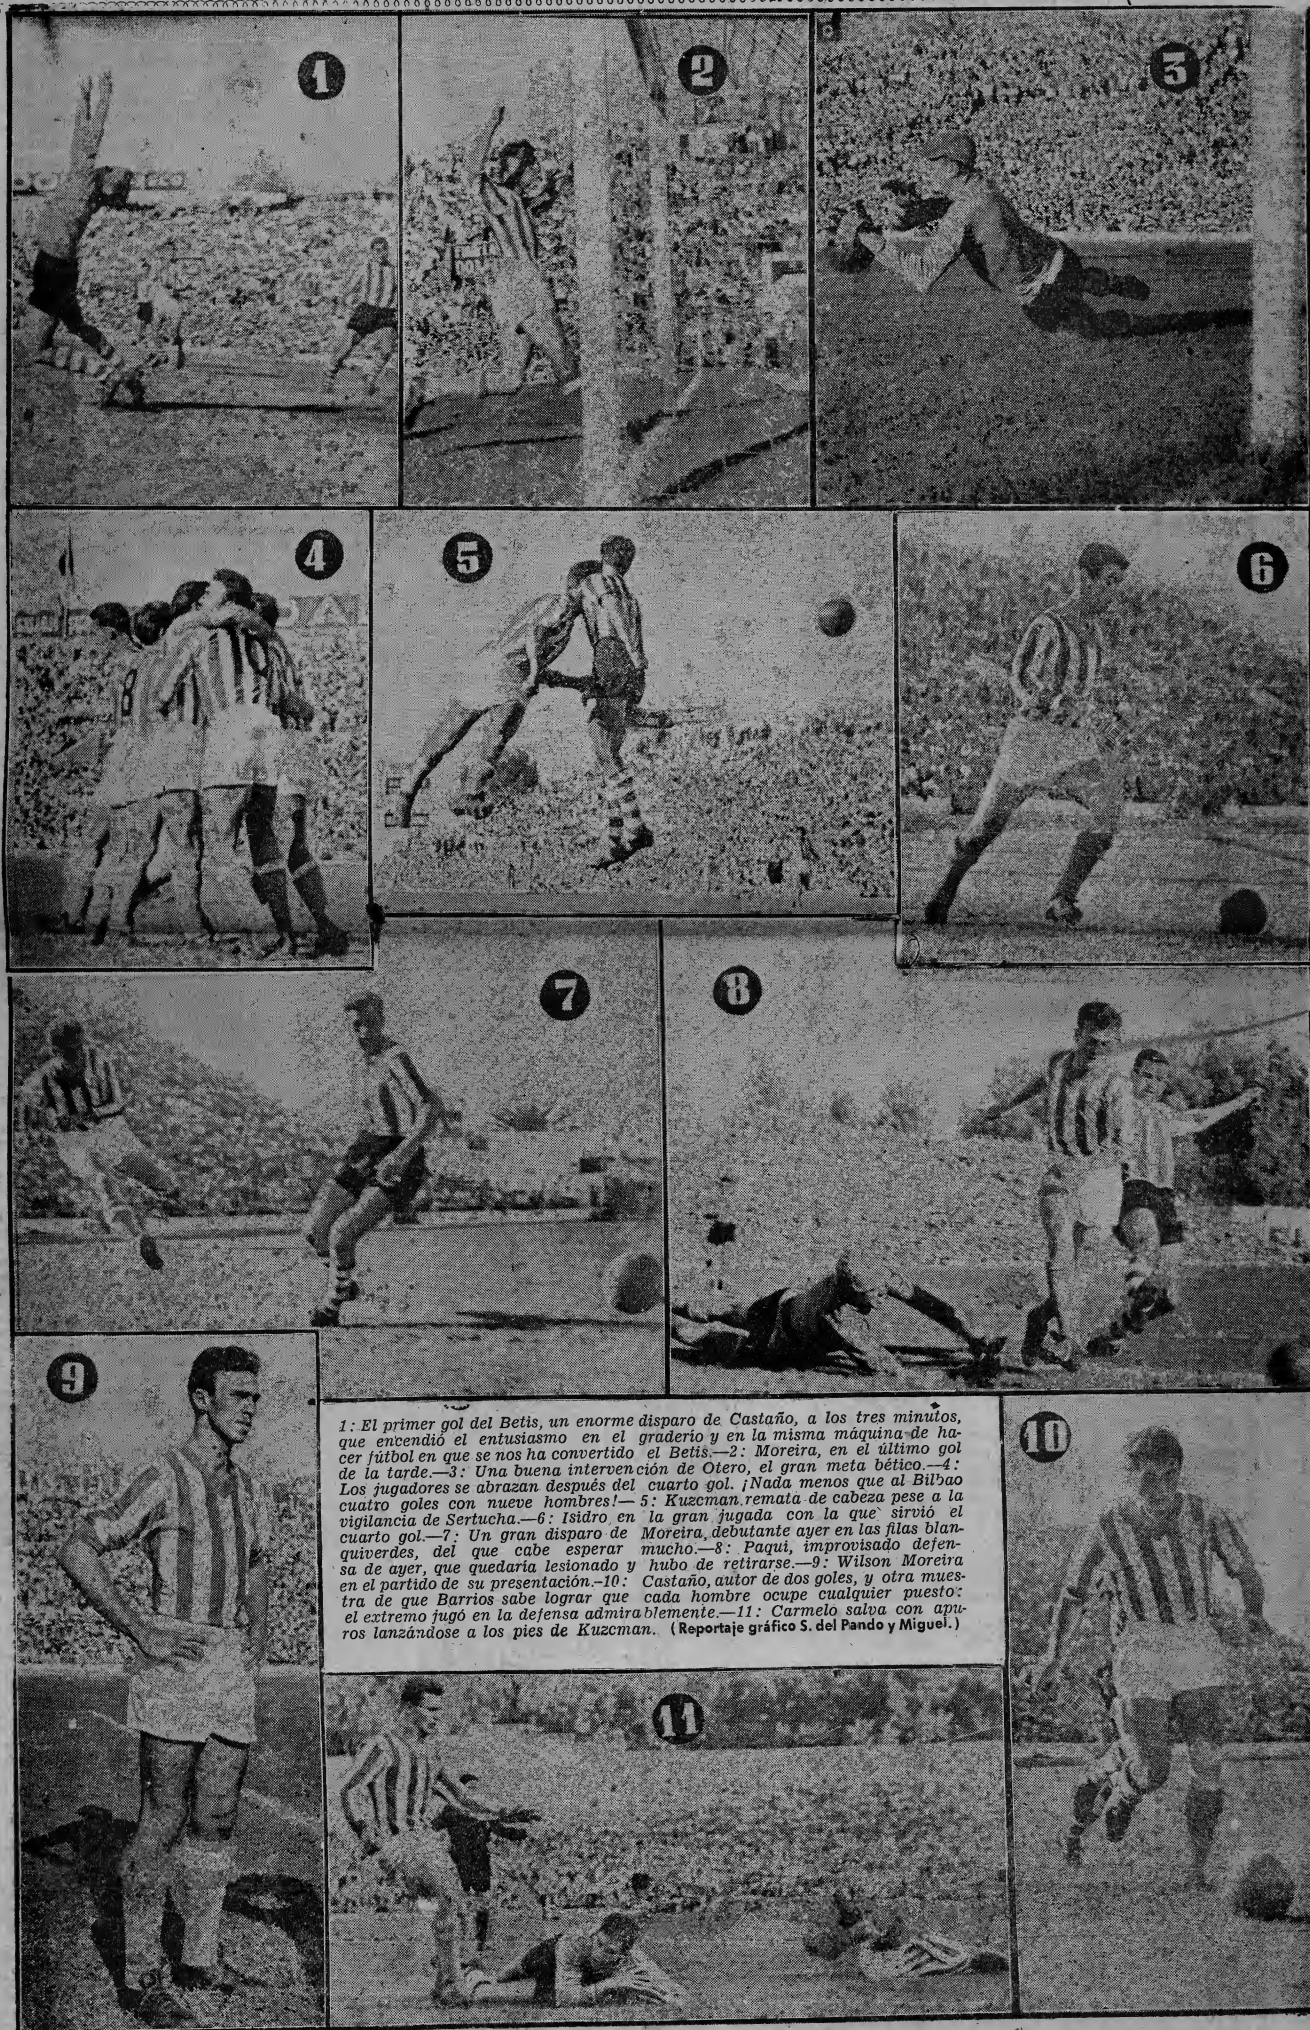 1
2
3
4
5
6
7
8
9
1: El primer gol del Betis, un enorme disparo de Castaño, a los tres minutos,
que encendió el entusiasmo en el graderío y en la misma máquina de ha-
cer fútbol en que se nos ha convertido el Betis.—2: Moreira, en el último gol
de la tarde.—3: Una buena intervención de Otero, el gran meta bético.—4:
Los jugadores se abrazan después del cuarto gol. ¡Nada menos que al Bilbao
cuatro goles con nueve hombres!—5: Kuzcman remata de cabeza pese a la
vigilancia de Sertucha.—6: Isidro, en la gran jugada con la que sirvió el
cuarto gol.—7: Un gran disparo de Moreira, debutante ayer en las filas blan-
quiverdes, del que cabe esperar mucho.—8: Paqui, improvisado defen-
sa de ayer, que quedaría lesionado y hubo de retirarse.—9: Wilson Moreira
en el partido de su presentación.-10: Castaño, autor de dos goles, y otra mues-
tra de que Barrios sabe lograr que cada hombre ocupe cualquier puesto:
el extremo jugó en la defensa admirablemente.—11: Carmelo salva con apu-
ros lanzándose a los pies de Kuzcman. (Reportaje gráfico S. del Pando y Miguel.)
10
11